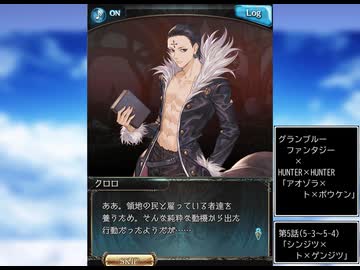 ON
Log
クロロ
ああ。領地の民と雇っている者達を
養うため。そんな純粋な動機から出た
行動だったようだが……
Skip
グランブルー
ファンタジー
×
HUNTER×HUNTER
「アオゾラ×
ト×ボウケン」
第5話(5-3～5-4)
「シンジツ×
ト×ゲンジツ」